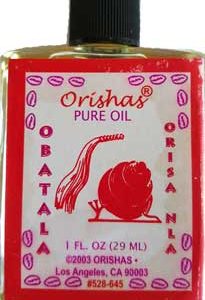 Orishas®
PURE OIL
OBATALA
ORISA NLA
1 FL. OZ (29 ML)
©2003 ORISHAS •
Los Angeles, CA 90003
#528-645